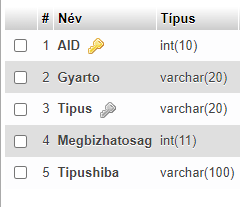 # Név Típus
1 AID int(10)
2 Gyarto varchar(20)
3 Tipus varchar(20)
4 Megbizhatosag int(11)
5 Tipushiba varchar(100)